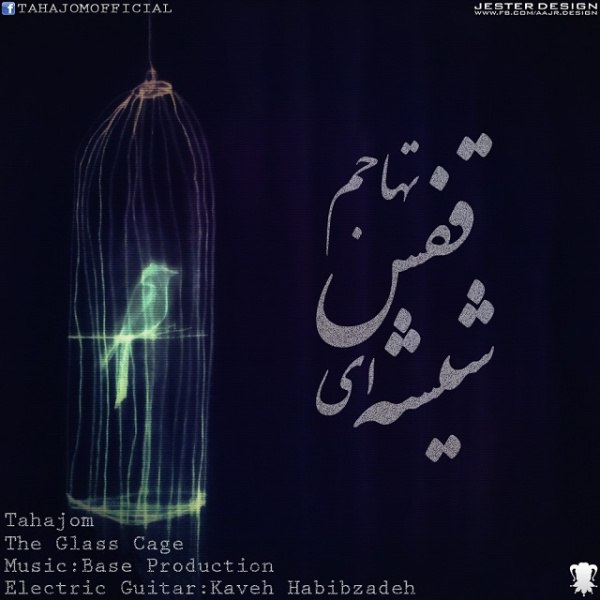 TAHAJOMOFFICIAL
JESTER DESIGN
WWW.FB.COM/AAJR.DESIGN
تهاجم
قفس
شیشه ای
Tahajom
The Glass Cage
Music:Base Production
Electric Guitar:Kaveh Habibzadeh